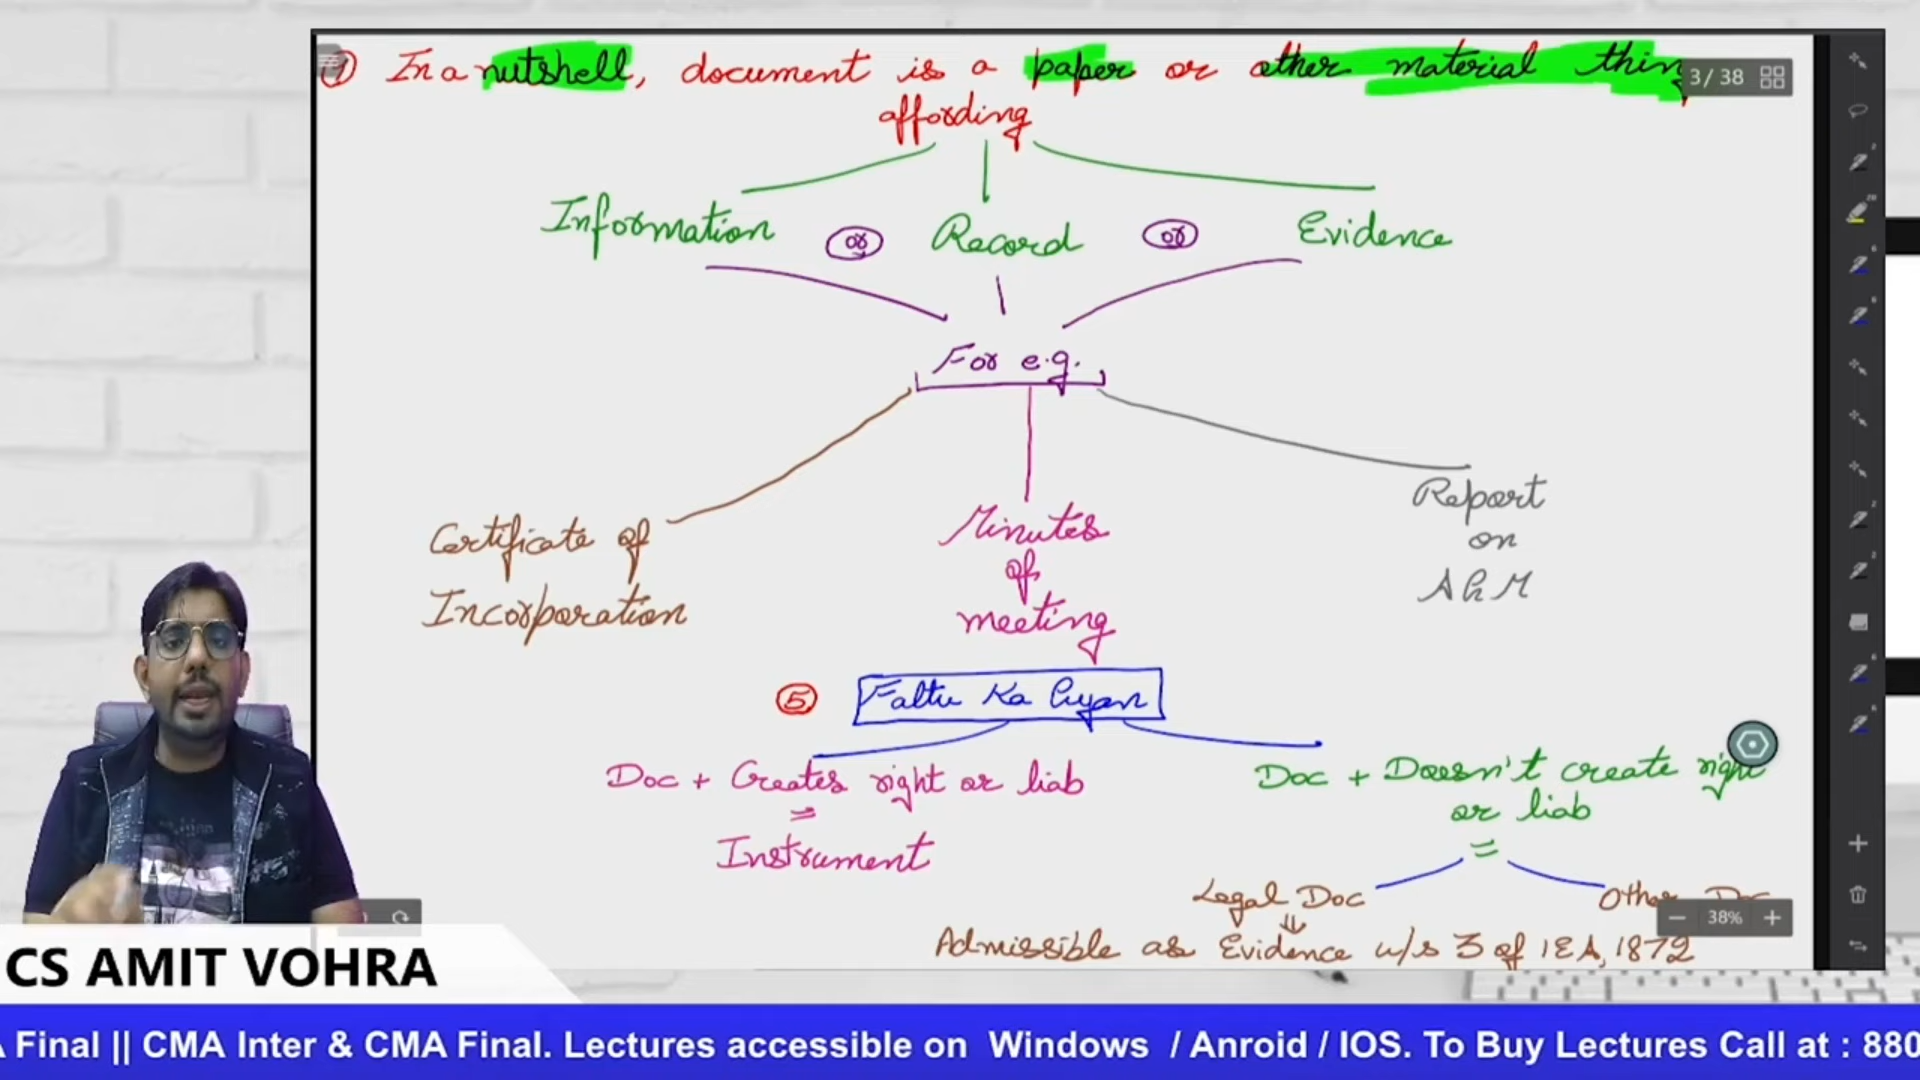 ① In a nutshell, document is a paper or other material thing
3/38
affording
Information or Record or Evidence
For e.g.
Certificate of Incorporation
Minutes of meeting
Report on AGM
⑤ Faltu Ka Gyan
Doc + Creates right or liab
=
Instrument
Doc + Doesn't create right
or liab
=
Legal Doc
Other Doc
38%
Admissible as Evidence u/s 3 of IEA, 1872
CS AMIT VOHRA
A Final || CMA Inter & CMA Final. Lectures accessible on Windows / Anroid / IOS. To Buy Lectures Call at : 880